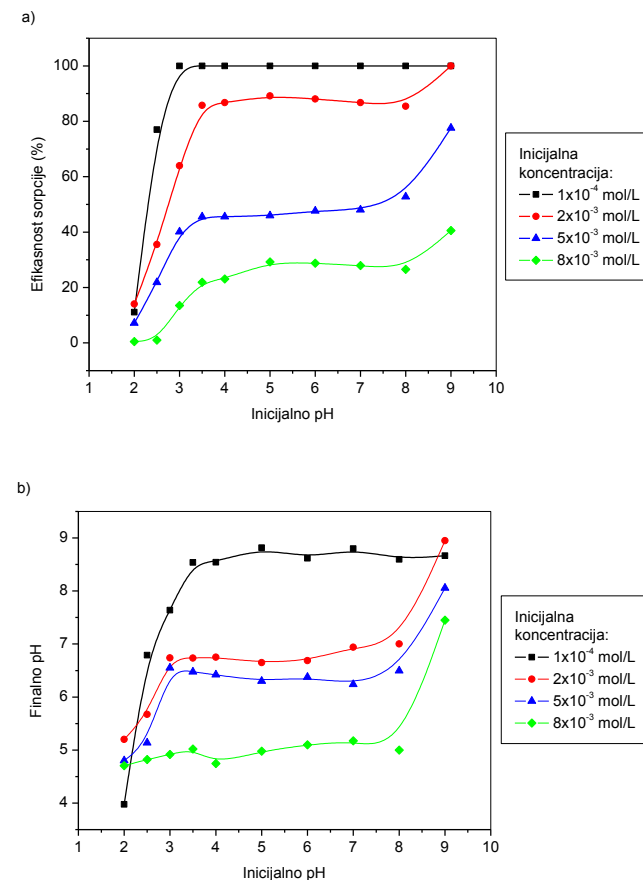 a)
100
80
60
40
20
0
Efikasnost sorpcije (%)
1 2 3 4 5 6 7 8 9 10
Inicijalno pH
Inicijalna
koncentracija:
1x10⁻⁴ mol/L
2x10⁻³ mol/L
5x10⁻³ mol/L
8x10⁻³ mol/L
b)
9
8
7
6
5
4
Finalno pH
1 2 3 4 5 6 7 8 9 10
Inicijalno pH
Inicijalna
koncentracija:
1x10⁻⁴ mol/L
2x10⁻³ mol/L
5x10⁻³ mol/L
8x10⁻³ mol/L